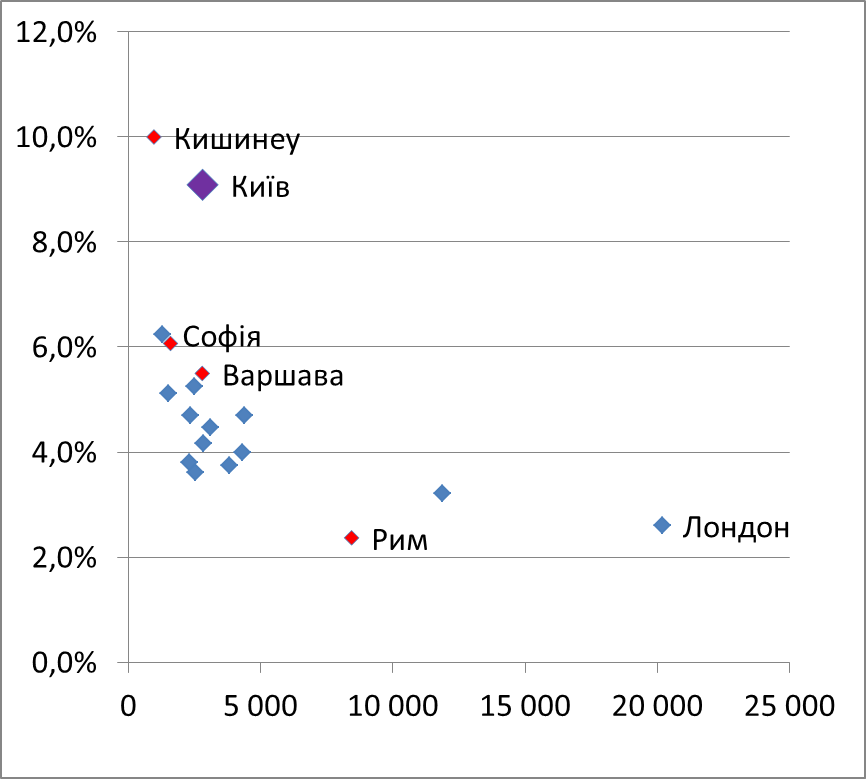 12,0%
10,0%
Кишинеу
Київ
8,0%
Софія
6,0%
Варшава
4,0%
Лондон
Рим
2,0%
0,0%
0 5 000 10 000 15 000 20 000 25 000